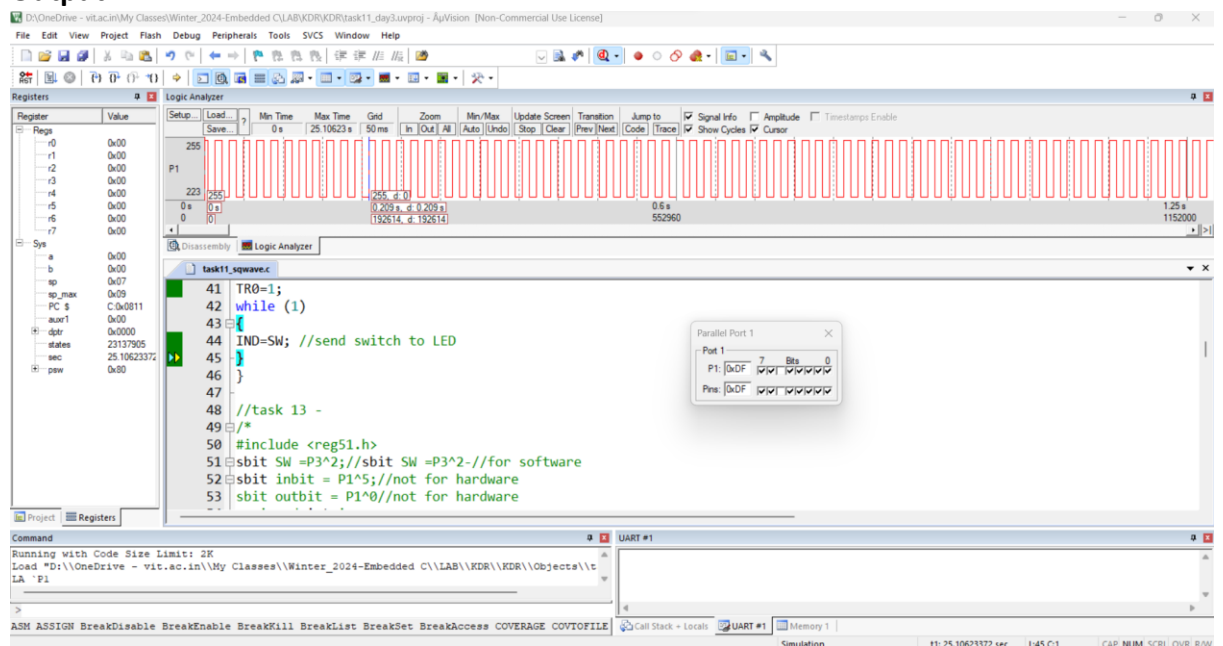 D:\OneDrive - vit.ac.in\My Classes\Winter_2024-Embedded C\LAB\KDR\KDR\task11_day3.uvproj - ÂµVision [Non-Commercial Use License]
File Edit View Project Flash Debug Peripherals Tools SVCS Window Help
RST
Registers
Register Value
Regs
r0 0x00
r1 0x00
r2 0x00
r3 0x00
r4 0x00
r5 0x00
r6 0x00
r7 0x00
Sys
a 0x00
b 0x00
sp 0x07
sp_max 0x09
PC $ C:0x0811
auxr1 0x00
dptr 0x0000
states 23137905
sec 25.10623372
psw 0x80
Project Registers
Logic Analyzer
Setup... Load... ? Min Time Max Time Grid Zoom Min/Max Update Screen Transition Jump to Signal Info Amplitude Timestamps Enable
Save... 0 s 25.10623 s 50 ms In Out All Auto Undo Stop Clear Prev Next Code Trace Show Cycles Cursor
255
P1
223 255 255, d: 0
0 s 0 s 0.209 s, d: 0.209 s 0.6 s 1.25 s
0 0 192614, d: 192614 552960 1152000
Disassembly Logic Analyzer
task11_sqwave.c
41 TR0=1;
42 while (1)
43 {
44 IND=SW; //send switch to LED
45 }
46 }
47
48 //task 13 -
49 /*
50 #include <reg51.h>
51 sbit SW =P3^2;//sbit SW =P3^2-//for software
52 sbit inbit = P1^5;//not for hardware
53 sbit outbit = P1^0//not for hardware
Parallel Port 1
Port 1
7 Bits 0
P1: 0xDF
Pins: 0xDF
Command
Running with Code Size Limit: 2K
Load "D:\\OneDrive - vit.ac.in\\My Classes\\Winter_2024-Embedded C\\LAB\\KDR\\KDR\\Objects\\t
LA `P1
>
ASM ASSIGN BreakDisable BreakEnable BreakKill BreakList BreakSet BreakAccess COVERAGE COVTOFILE
UART #1
Call Stack + Locals UART #1 Memory 1
Simulation t1: 25.10623372 sec L:45 C:1 CAP NUM SCRL OVR R/W